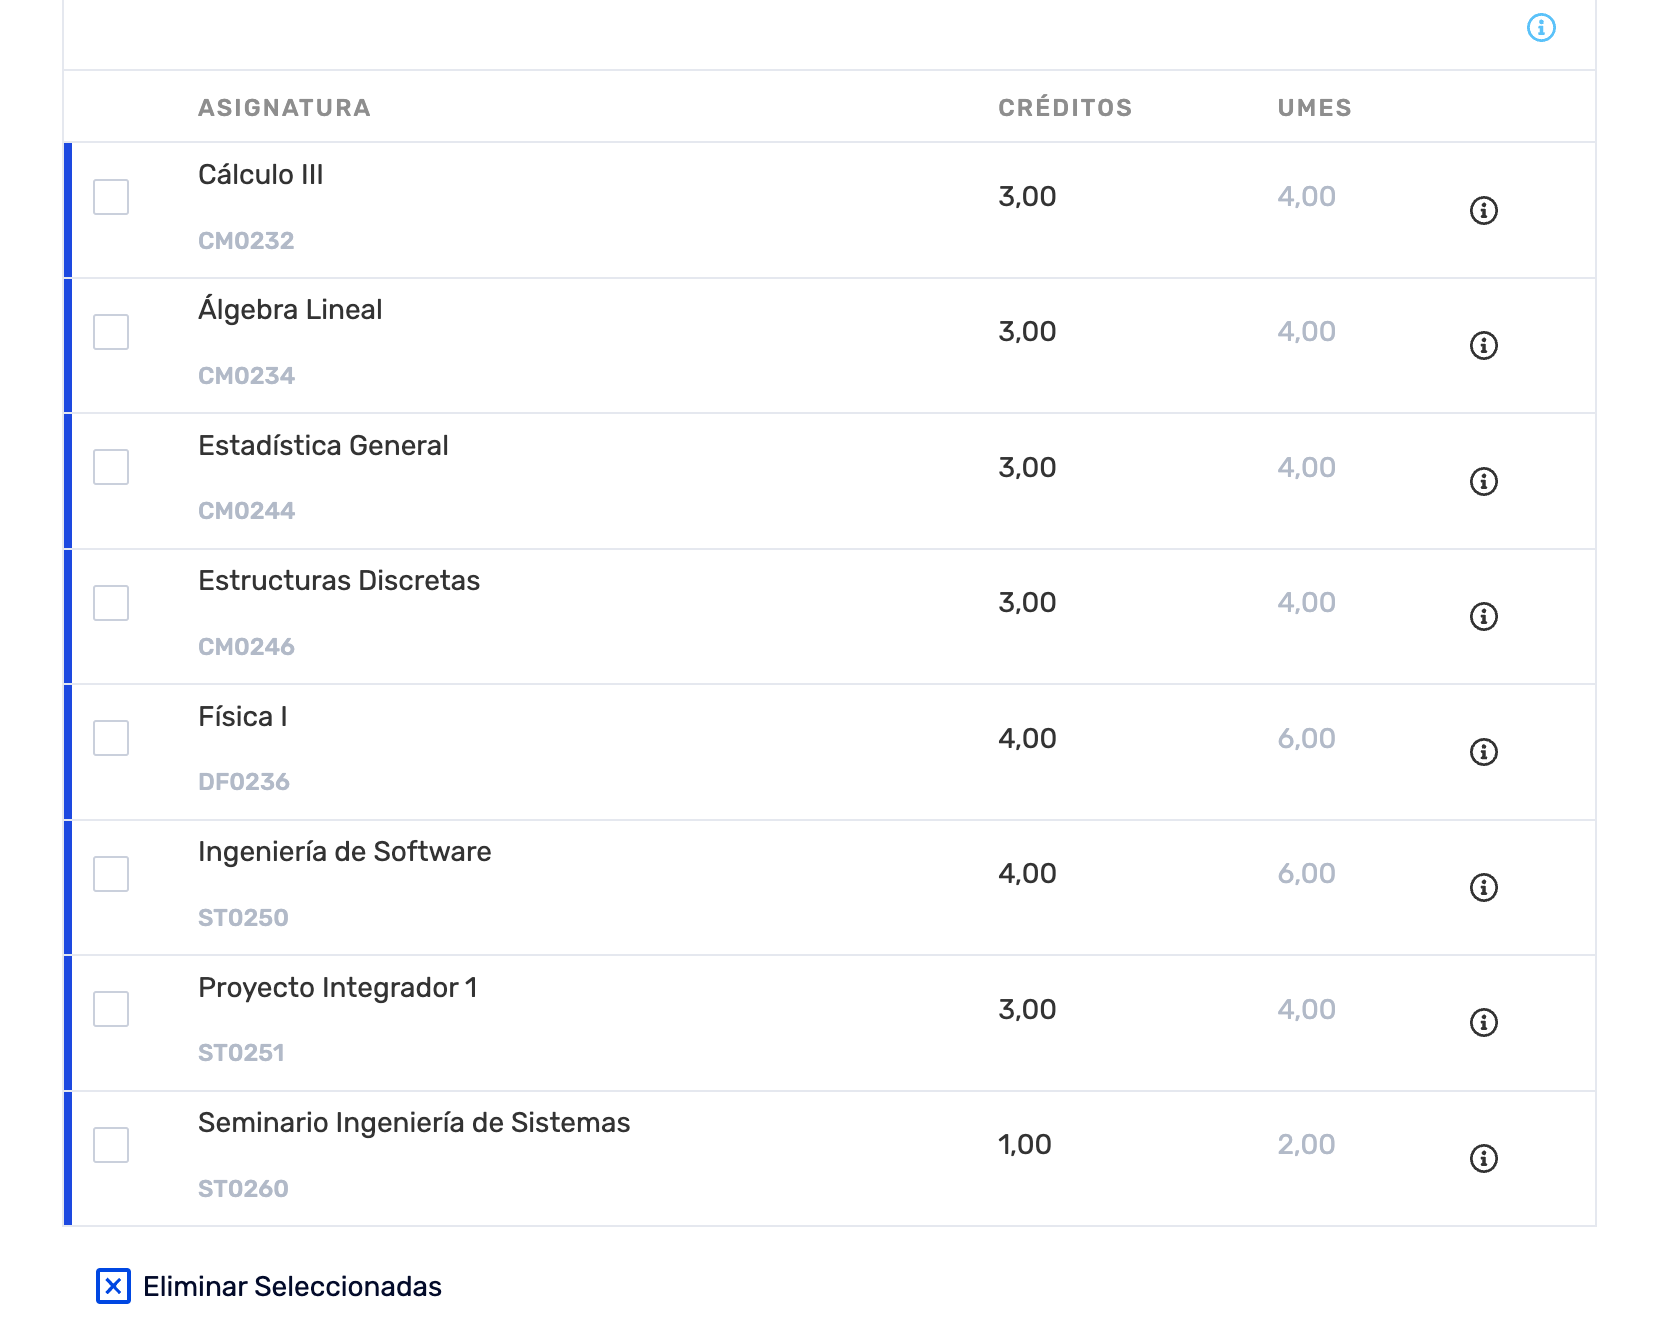 ASIGNATURA CRÉDITOS UMES
Cálculo III
3,00 4,00
CM0232
Álgebra Lineal
3,00 4,00
CM0234
Estadística General
3,00 4,00
CM0244
Estructuras Discretas
3,00 4,00
CM0246
Física I
4,00 6,00
DF0236
Ingeniería de Software
4,00 6,00
ST0250
Proyecto Integrador 1
3,00 4,00
ST0251
Seminario Ingeniería de Sistemas
1,00 2,00
ST0260
Eliminar Seleccionadas